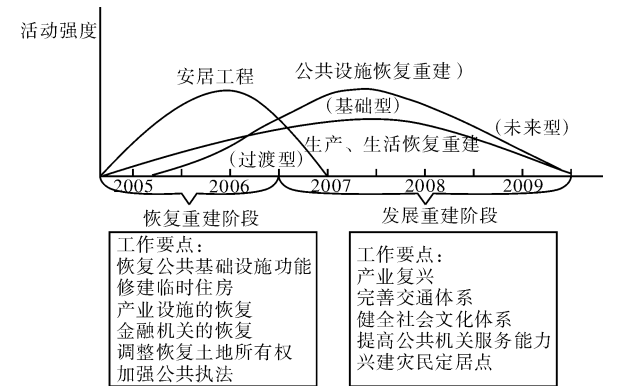 活动强度
安居工程
公共设施恢复重建）
（基础型）
（未来型）
生产、生活恢复重建
（过渡型）
2005 2006 2007 2008 2009
恢复重建阶段
发展重建阶段
工作要点：
恢复公共基础设施功能
修建临时住房
产业设施的恢复
金融机关的恢复
调整恢复土地所有权
加强公共执法
工作要点：
产业复兴
完善交通体系
健全社会文化体系
提高公共机关服务能力
兴建灾民定居点